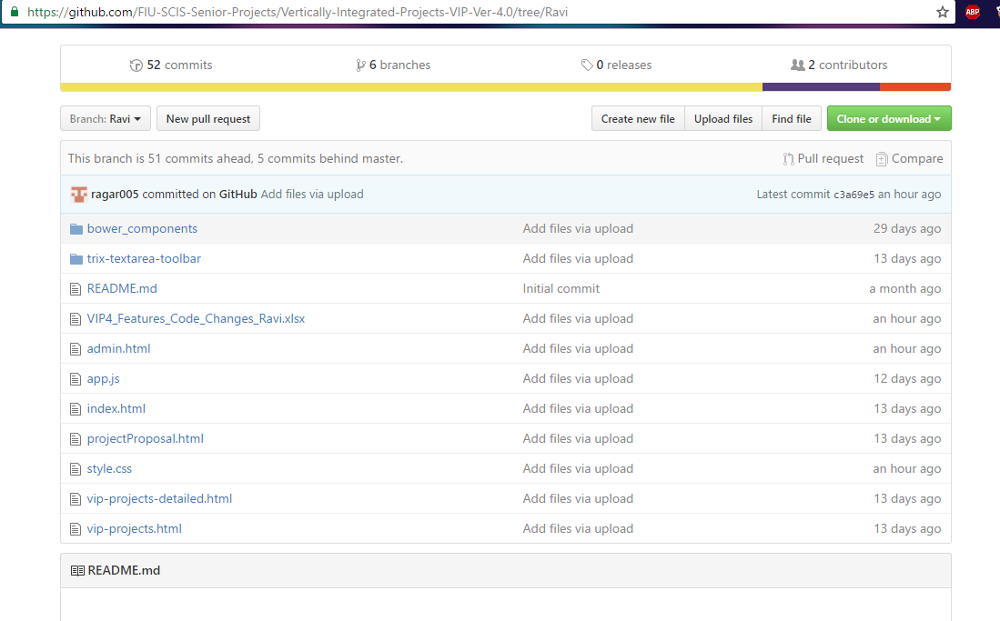 https://github.com/FIU-SCIS-Senior-Projects/Vertically-Integrated-Projects-VIP-Ver-4.0/tree/Ravi ABP
52 commits 6 branches 0 releases 2 contributors
Branch: Ravi New pull request Create new file Upload files Find file Clone or download
This branch is 51 commits ahead, 5 commits behind master. Pull request Compare
ragar005 committed on GitHub Add files via upload Latest commit c3a69e5 an hour ago
bower_components Add files via upload 29 days ago
trix-textarea-toolbar Add files via upload 13 days ago
README.md Initial commit a month ago
VIP4_Features_Code_Changes_Ravi.xlsx Add files via upload an hour ago
admin.html Add files via upload an hour ago
app.js Add files via upload 12 days ago
index.html Add files via upload 13 days ago
projectProposal.html Add files via upload 13 days ago
style.css Add files via upload an hour ago
vip-projects-detailed.html Add files via upload 13 days ago
vip-projects.html Add files via upload 13 days ago
README.md